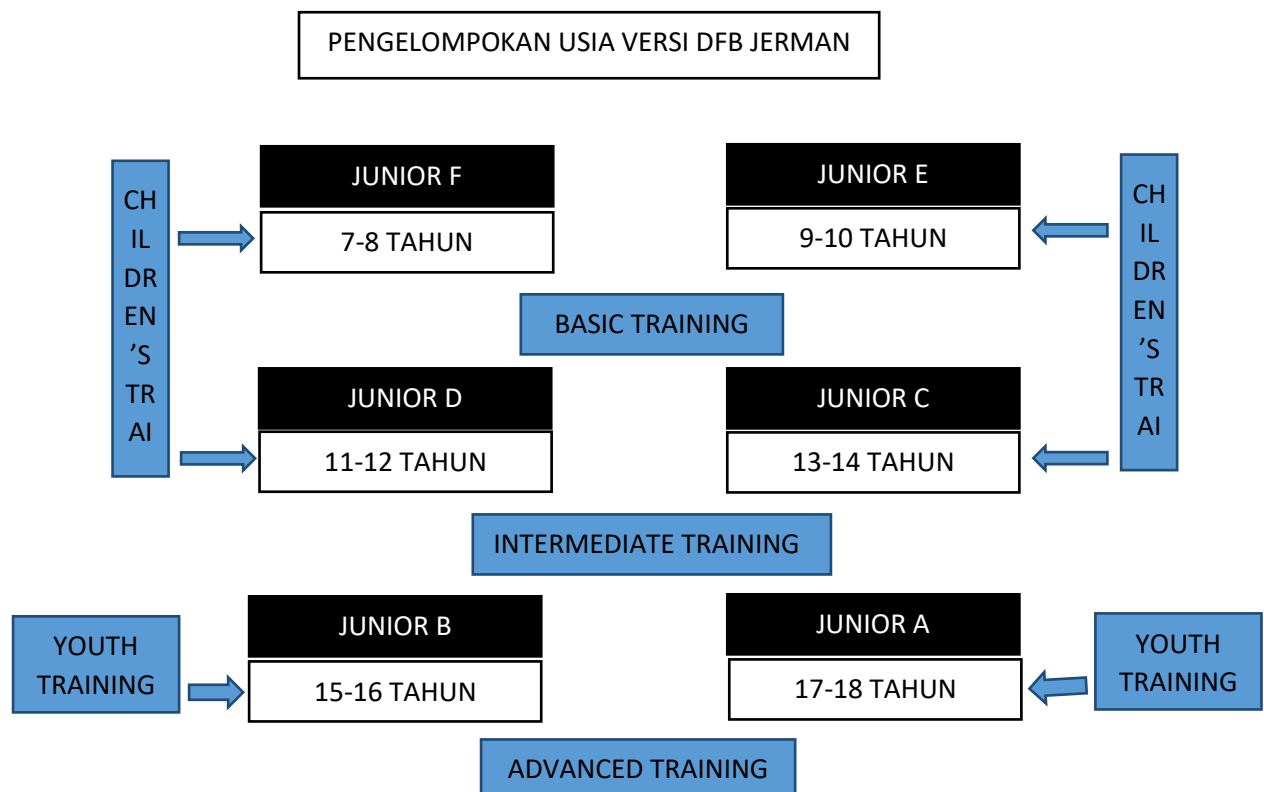 PENGELOMPOKAN USIA VERSI DFB JERMAN
JUNIOR F
7-8 TAHUN
JUNIOR E
9-10 TAHUN
CH
IL
DR
EN
’S
TR
AI
CH
IL
DR
EN
’S
TR
AI
BASIC TRAINING
JUNIOR D
11-12 TAHUN
JUNIOR C
13-14 TAHUN
INTERMEDIATE TRAINING
YOUTH
TRAINING
JUNIOR B
15-16 TAHUN
JUNIOR A
17-18 TAHUN
YOUTH
TRAINING
ADVANCED TRAINING